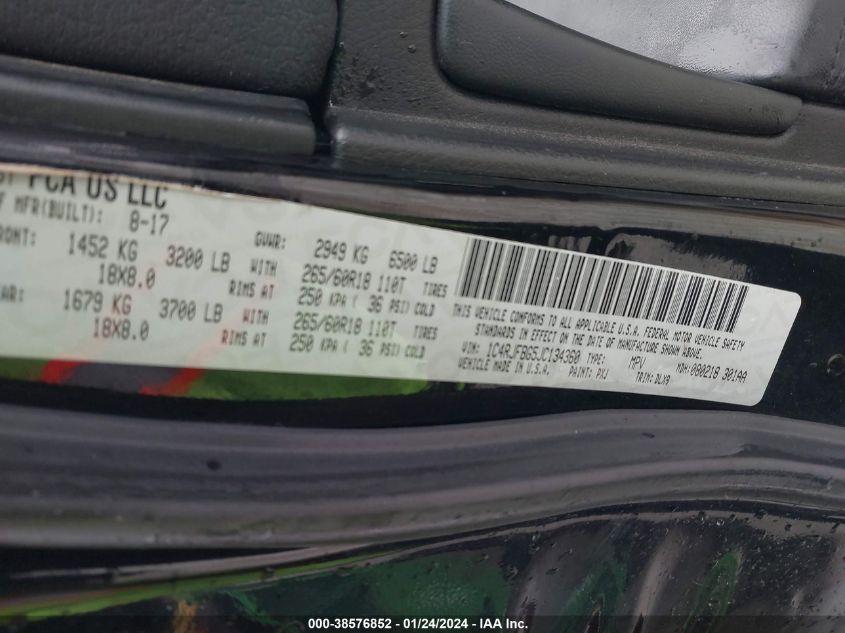 FCA US LLC
MFR(BUILT): 8-17
GVWR: 2949 KG 6500 LB
1452 KG 3200 LB WITH 265/60R18 110T TIRES
18X8.0 RIMS AT 250 KPA ( 36 PSI) COLD
1679 KG 3700 LB WITH 265/60R18 110T TIRES
18X8.0 RIMS AT 250 KPA ( 36 PSI) COLD
THIS VEHICLE CONFORMS TO ALL APPLICABLE U.S.A. FEDERAL MOTOR VEHICLE SAFETY
STANDARDS IN EFFECT ON THE DATE OF MANUFACTURE SHOWN ABOVE.
VIN: 1C4RJFBG5JC134360 TYPE: MPV MDH:080218 301AA
VEHICLE MADE IN U.S.A. PAINT: PXJ TRIM: DLX9
000-38576852 - 01/24/2024 - IAA Inc.